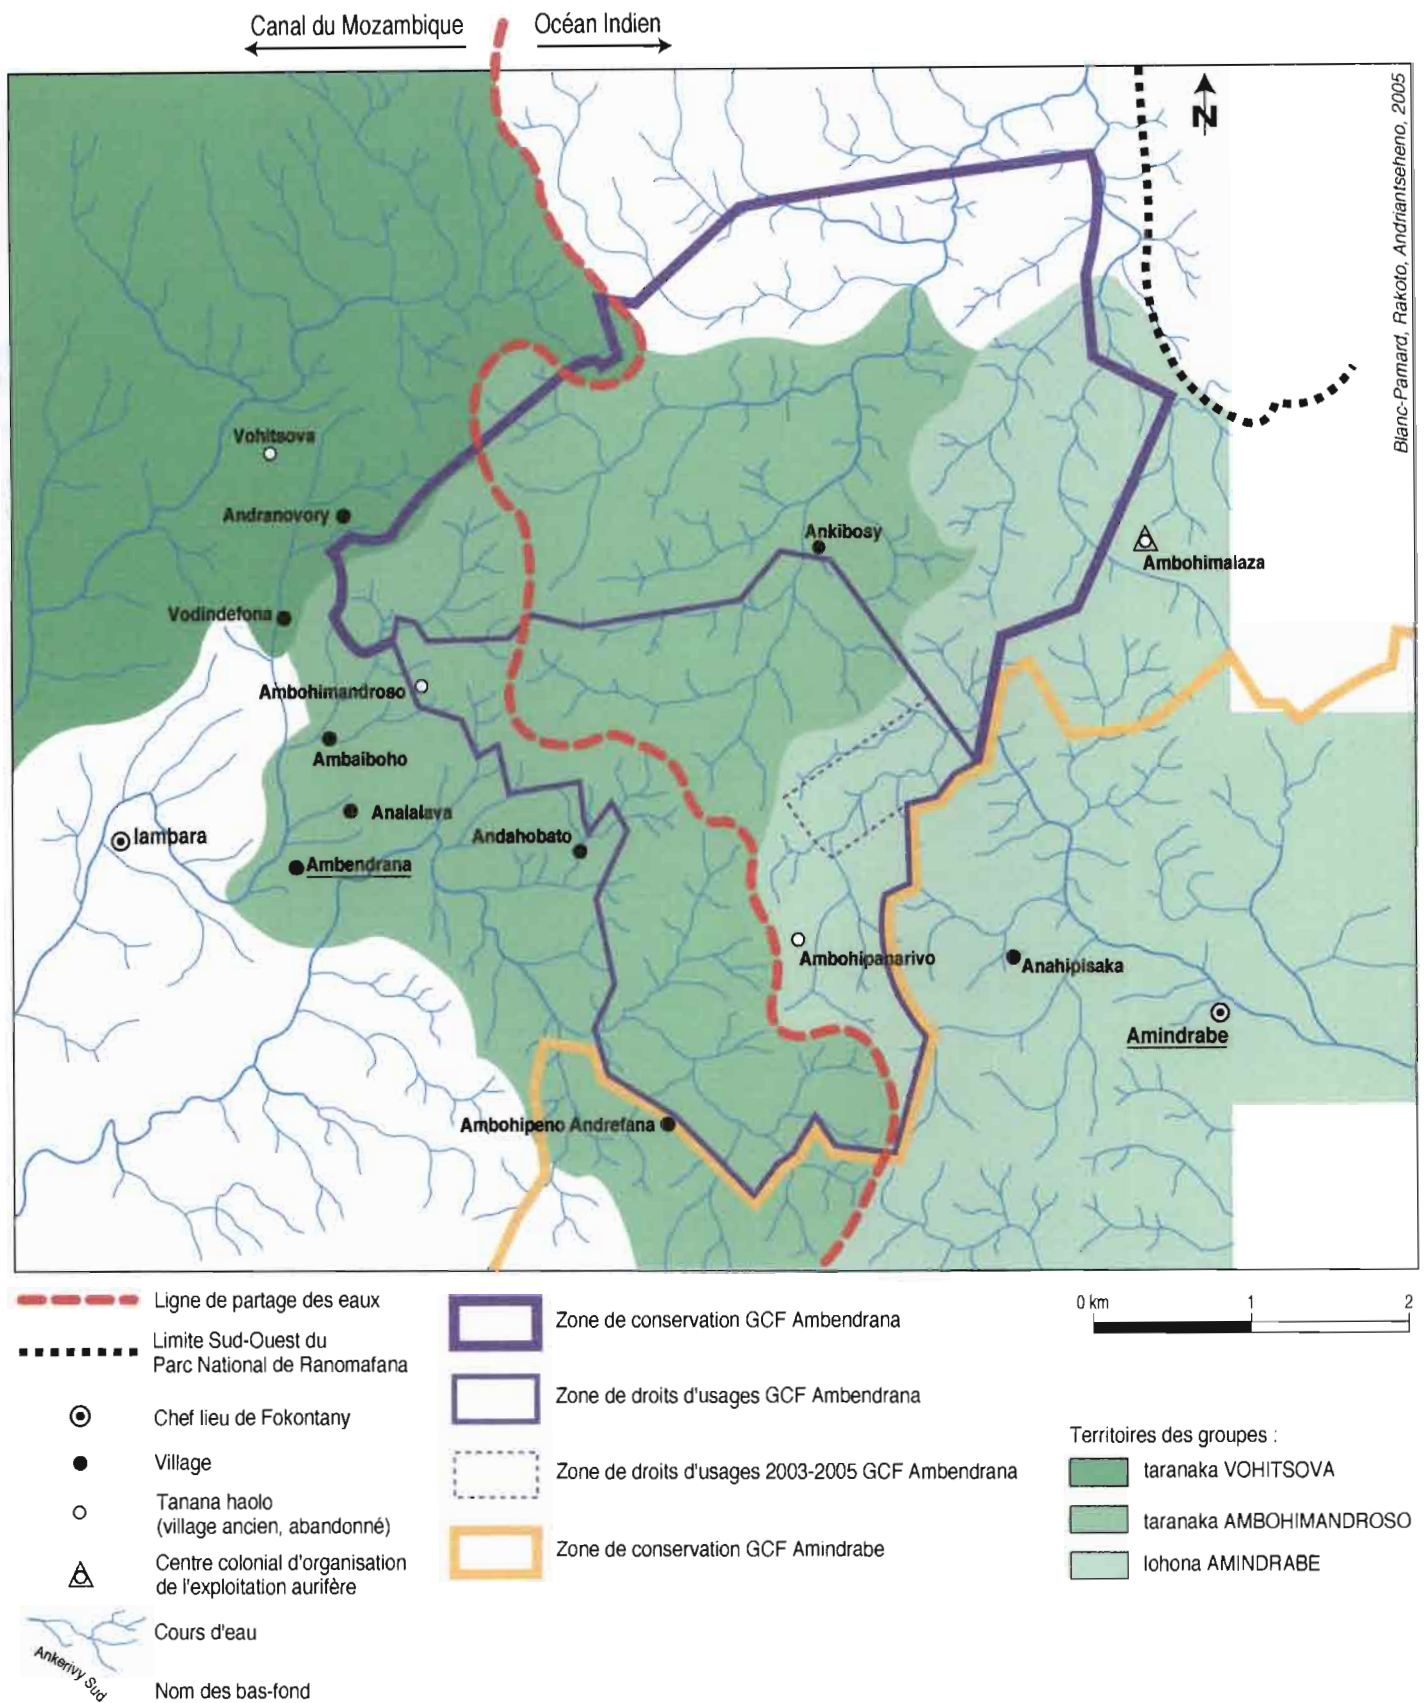 Canal du Mozambique
Océan Indien
N
Blanc-Pamard, Rakoto, Andriantseheno, 2005
Vohitsova
Andranovory
Ankibosy
Ambohimalaza
Vodindefona
Ambohimandroso
Ambaiboho
Analalava
Andahobato
Iambara
Ambendrana
Ambohipanarivo
Anahipisaka
Amindrabe
Ambohipeno Andrefana
Ligne de partage des eaux
Limite Sud-Ouest du
Parc National de Ranomafana
Chef lieu de Fokontany
Village
Tanana haolo
(village ancien, abandonné)
Centre colonial d'organisation
de l'exploitation aurifère
Cours d'eau
Ankerivy Sud
Nom des bas-fond
Zone de conservation GCF Ambendrana
Zone de droits d'usages GCF Ambendrana
Zone de droits d'usages 2003-2005 GCF Ambendrana
Zone de conservation GCF Amindrabe
0 km 1 2
Territoires des groupes :
taranaka VOHITSOVA
taranaka AMBOHIMANDROSO
lohona AMINDRABE